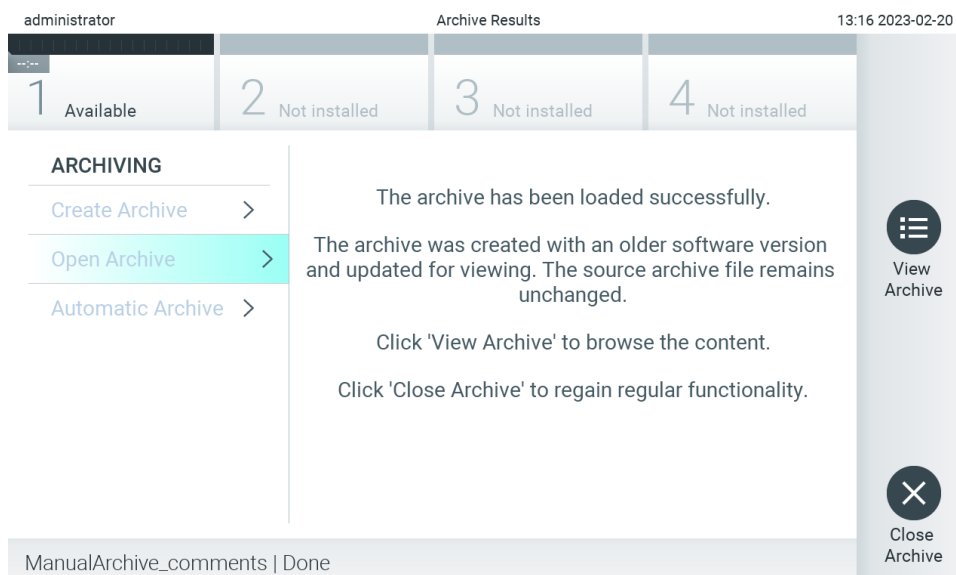 administrator
Archive Results
13:16 2023-02-20
--:--
1 Available
2 Not installed
3 Not installed
4 Not installed
ARCHIVING
Create Archive
Open Archive
Automatic Archive
The archive has been loaded successfully.
The archive was created with an older software version
and updated for viewing. The source archive file remains
unchanged.
Click 'View Archive' to browse the content.
Click 'Close Archive' to regain regular functionality.
View
Archive
Close
Archive
ManualArchive_comments | Done